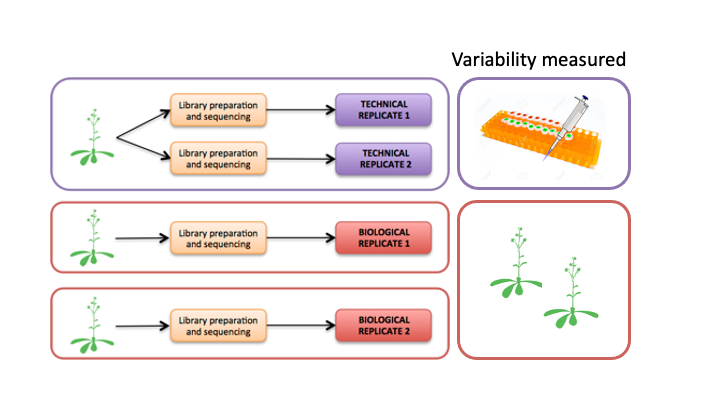 Variability measured
Library preparation
and sequencing
TECHNICAL
REPLICATE 1
Library preparation
and sequencing
TECHNICAL
REPLICATE 2
Library preparation
and sequencing
BIOLOGICAL
REPLICATE 1
Library preparation
and sequencing
BIOLOGICAL
REPLICATE 2